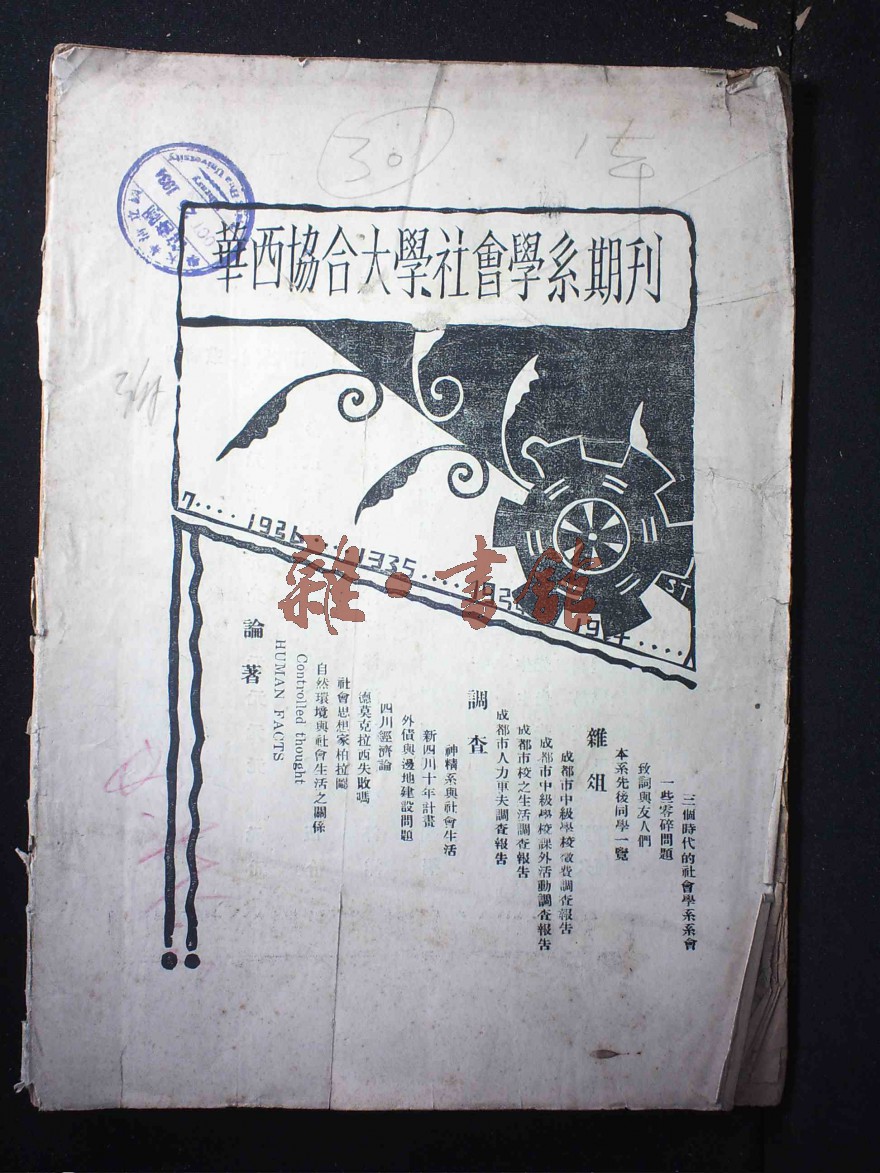 華西協合大學社會學系期刊
30
7....1926...1935....192....1934....
論著
HUMAN FACTS
Controlled thought
自然環境與社會生活之關係
社會思想家柏拉圖
德莫克拉西失敗嗎
四川經濟論
外債與邊地建設問題
新四川十年計畫
神精系與社會生活
調查
成都市人力車夫調查報告
成都市校之生活調查報告
成都市中級學校課外活動調查報告
成都市中級學校徵費調查報告
雜俎
本系先後同學一覽
致詞與友人們
一些零碎問題
三個時代的社會學系系會
雜·書館